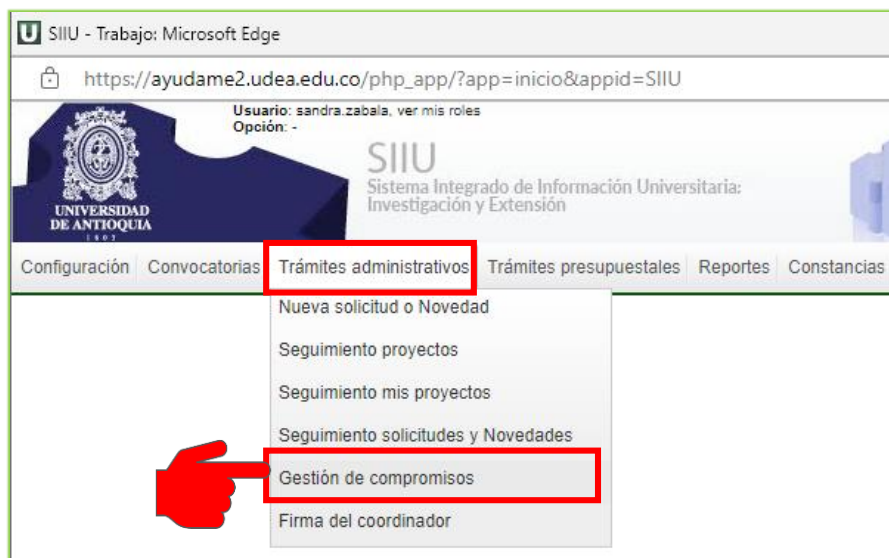 SIIU - Trabajo: Microsoft Edge
https://ayudame2.udea.edu.co/php_app/?app=inicio&appid=SIIU
Usuario: sandra.zabala, ver mis roles
Opción: -
SIIU
Sistema Integrado de Información Universitaria:
Investigación y Extensión
UNIVERSIDAD
DE ANTIOQUIA
1803
Configuración Convocatorias Trámites administrativos Trámites presupuestales Reportes Constancias
Nueva solicitud o Novedad
Seguimiento proyectos
Seguimiento mis proyectos
Seguimiento solicitudes y Novedades
Gestión de compromisos
Firma del coordinador